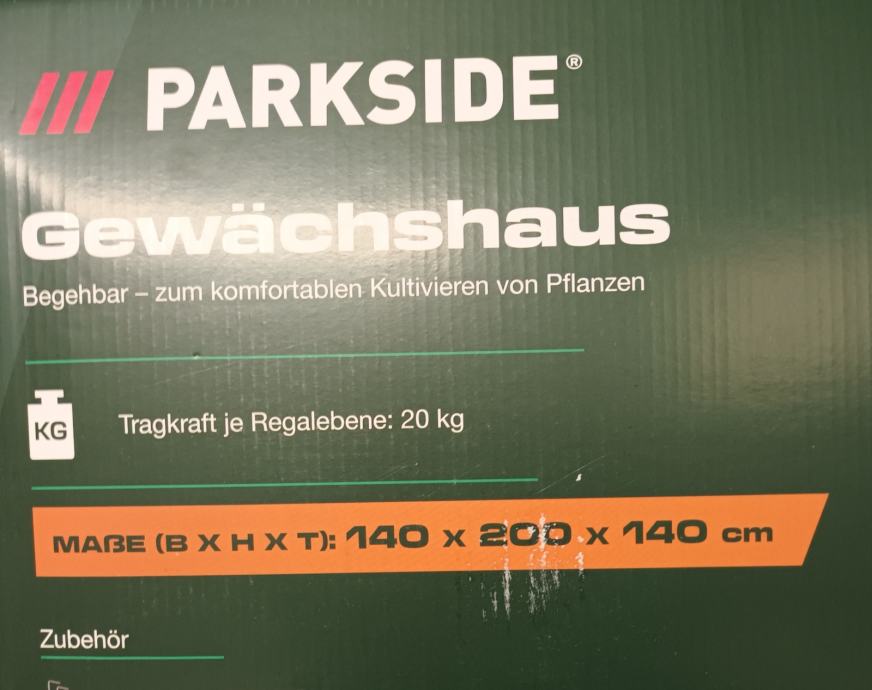 PARKSIDE®
Gewächshaus
Begehbar – zum komfortablen Kultivieren von Pflanzen
KG
Tragkraft je Regalebene: 20 kg
MAßE (B X H X T): 140 x 200 x 140 cm
Zubehör